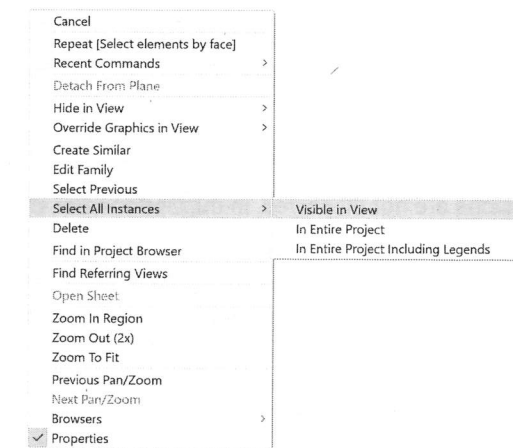 Cancel
Repeat [Select elements by face]
Recent Commands
Detach From Plane
Hide in View
Override Graphics in View
Create Similar
Edit Family
Select Previous
Select All Instances
Visible in View
Delete
In Entire Project
Find in Project Browser
In Entire Project Including Legends
Find Referring Views
Open Sheet
Zoom In Region
Zoom Out (2x)
Zoom To Fit
Previous Pan/Zoom
Next Pan/Zoom
Browsers
Properties